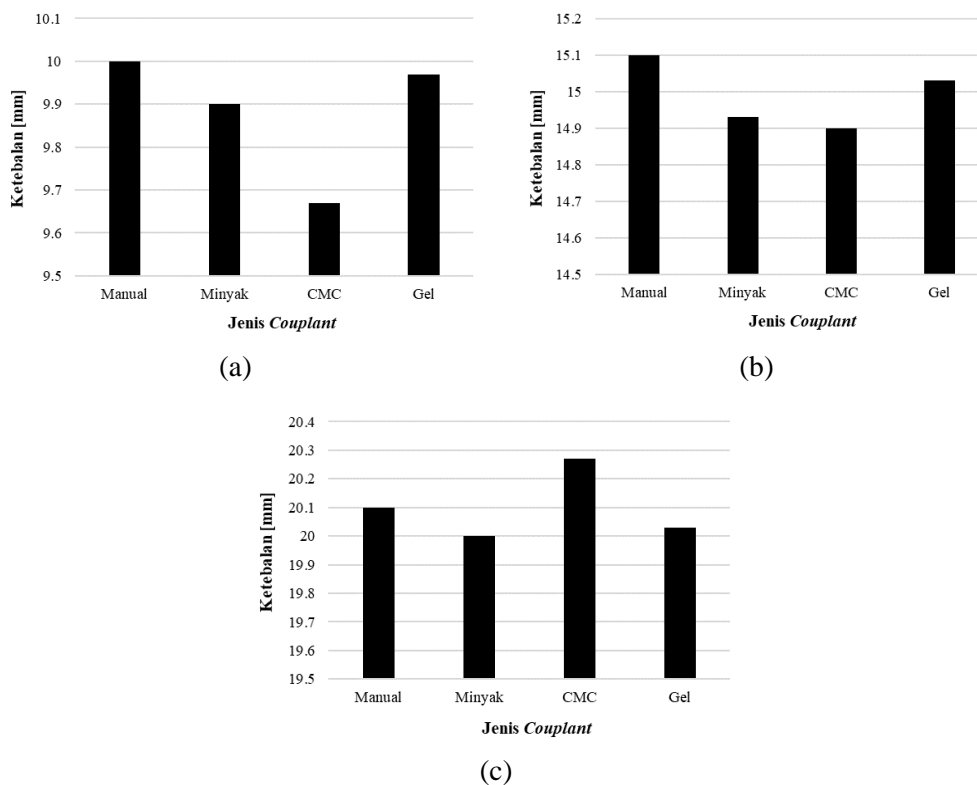 10.1
10
9.9
9.8
9.7
9.6
9.5
Ketebalan [mm]
Manual Minyak CMC Gel
Jenis Couplant
(a)
15.2
15.1
15
14.9
14.8
14.7
14.6
14.5
Ketebalan [mm]
Manual Minyak CMC Gel
Jenis Couplant
(b)
20.4
20.3
20.2
20.1
20
19.9
19.8
19.7
19.6
19.5
Ketebalan [mm]
Manual Minyak CMC Gel
Jenis Couplant
(c)